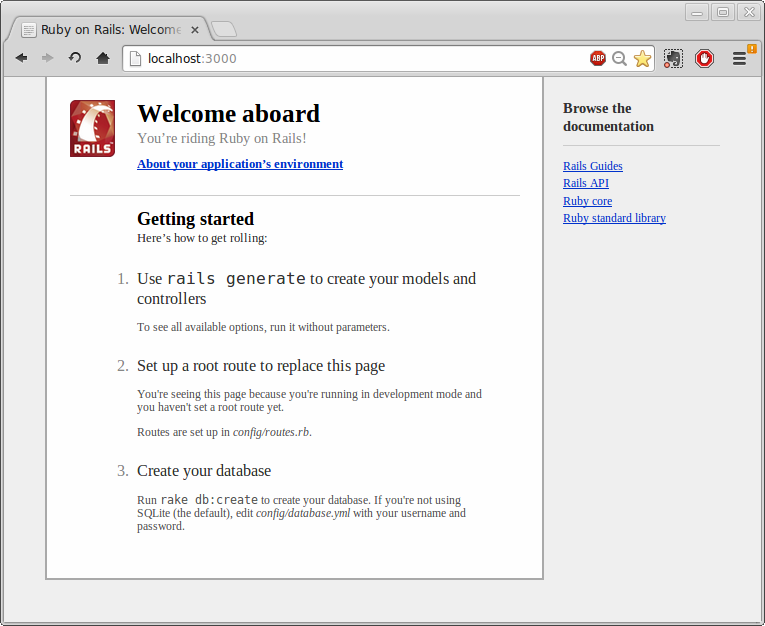 Ruby on Rails: Welcome
localhost:3000
ABP
RAILS
Welcome aboard
You’re riding Ruby on Rails!
About your application’s environment
Getting started
Here’s how to get rolling:
1. Use rails generate to create your models and
controllers
To see all available options, run it without parameters.
2. Set up a root route to replace this page
You're seeing this page because you're running in development mode and
you haven't set a root route yet.
Routes are set up in config/routes.rb.
3. Create your database
Run rake db:create to create your database. If you're not using
SQLite (the default), edit config/database.yml with your username and
password.
Browse the
documentation
Rails Guides
Rails API
Ruby core
Ruby standard library